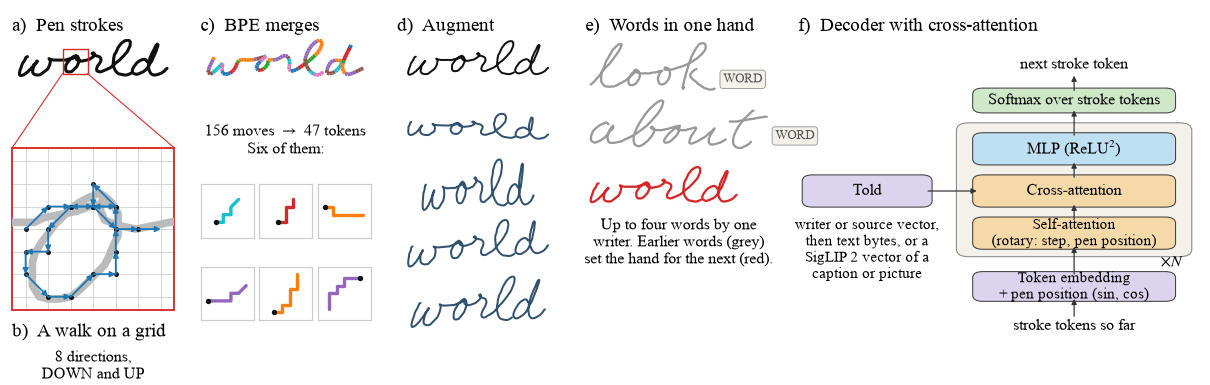 a) Pen strokes
world
b) A walk on a grid
8 directions,
DOWN and UP
c) BPE merges
world
156 moves → 47 tokens
Six of them:
d) Augment
world
world
world
world
world
e) Words in one hand
look WORD
about WORD
world
Up to four words by one
writer. Earlier words (grey)
set the hand for the next (red).
f) Decoder with cross-attention
next stroke token
Softmax over stroke tokens
MLP (ReLU²)
Told
Cross-attention
writer or source vector,
then text bytes, or a
SigLIP 2 vector of a
caption or picture
Self-attention
(rotary: step, pen position)
×N
Token embedding
+ pen position (sin, cos)
stroke tokens so far